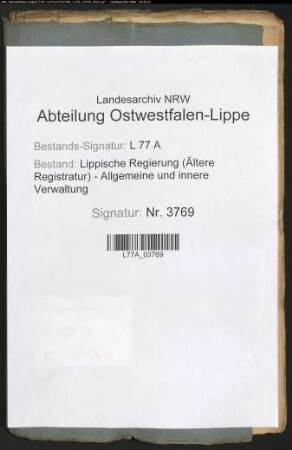 Landesarchiv NRW
Abteilung Ostwestfalen-Lippe
Bestands-Signatur: L 77 A
Bestand: Lippische Regierung (Ältere
Registratur) - Allgemeine und innere
Verwaltung
Signatur: Nr. 3769
L77A_03769